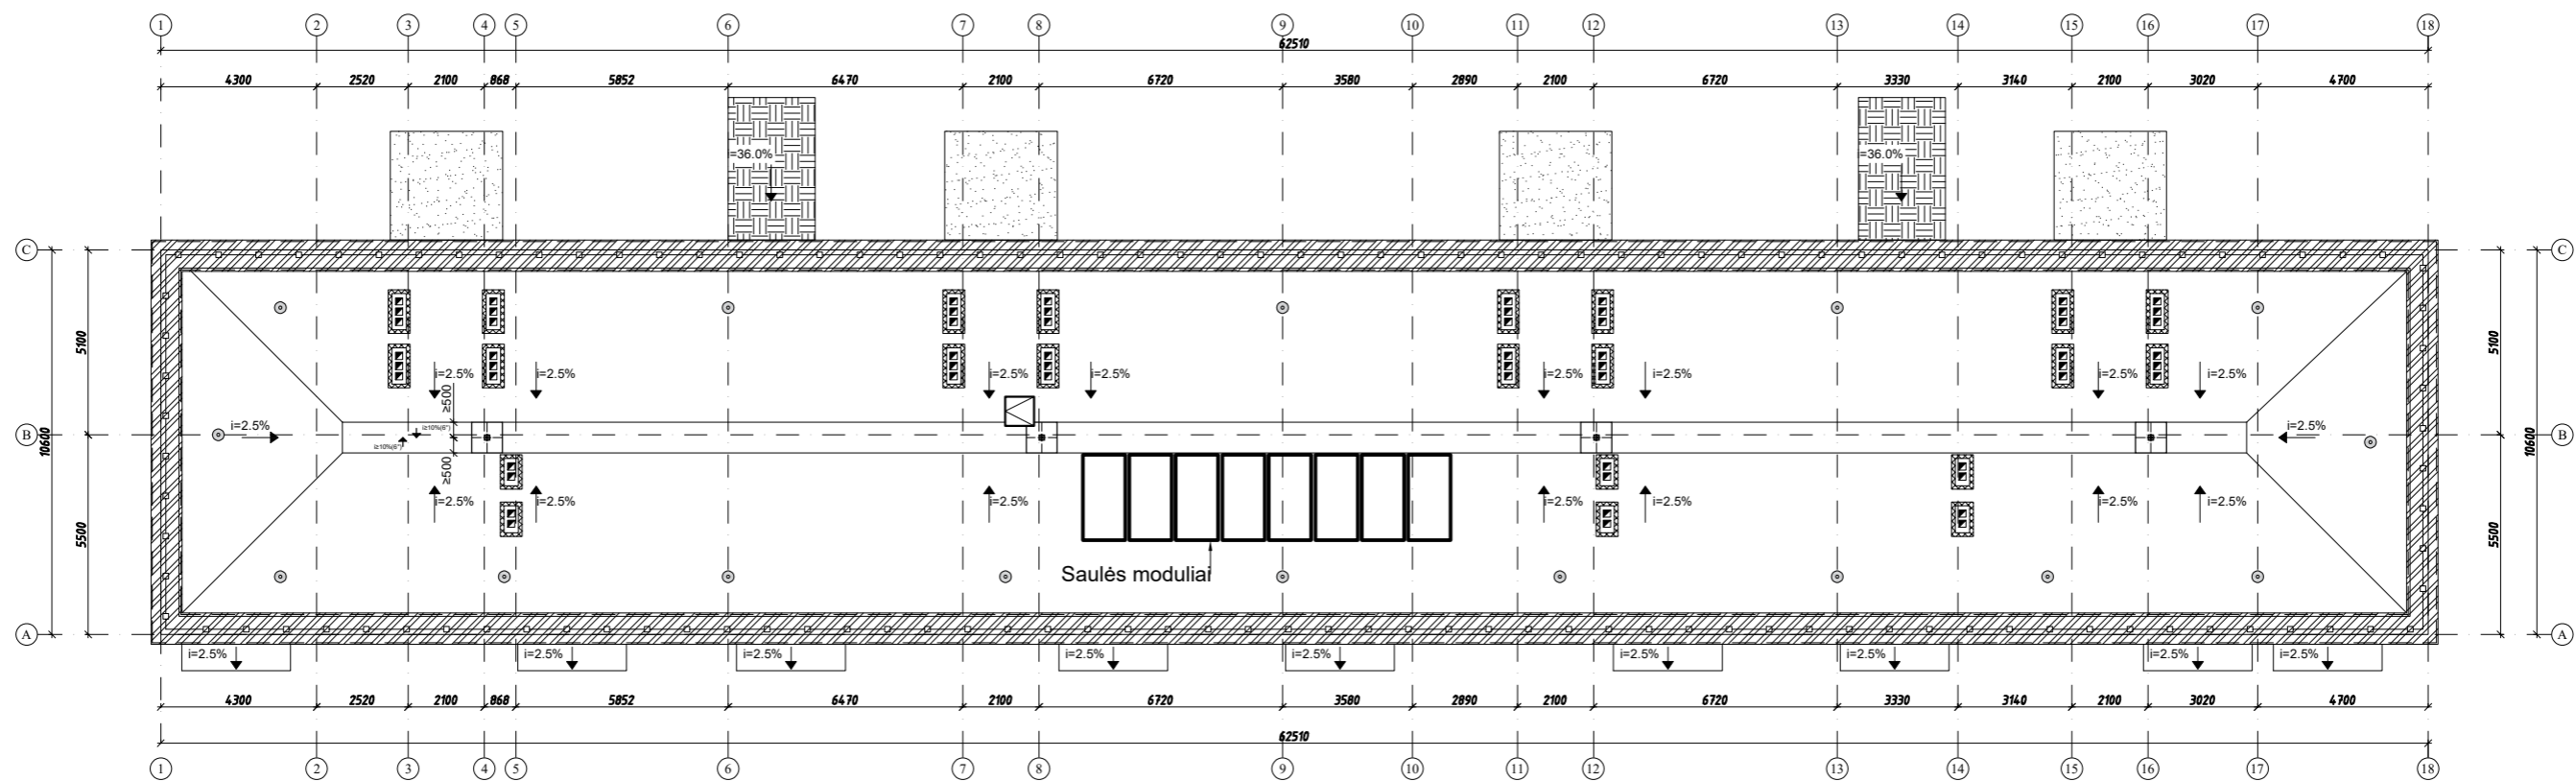 1 2 3 4 5 6 7 8 9 10 11 12 13 14 15 16 17 18
62510
4300 2520 2100 868 5852 6470 2100 6720 3580 2890 2100 6720 3330 3140 2100 3020 4700
i=36.0% i=36.0%
C C
5100 5100
i=2.5% i=2.5% i=2.5% i=2.5% i=2.5% i=2.5% i=2.5% i=2.5%
≥500
i=2.5% i=2.5%
i≥10%(6°)
B B
10600 10600
i≥10%(6°)
≥500
i=2.5% i=2.5% i=2.5% i=2.5% i=2.5% i=2.5% i=2.5%
5500 5500
Saulės moduliai
A A
i=2.5% i=2.5% i=2.5% i=2.5% i=2.5% i=2.5% i=2.5% i=2.5% i=2.5%
4300 2520 2100 868 5852 6470 2100 6720 3580 2890 2100 6720 3330 3140 2100 3020 4700
62510
1 2 3 4 5 6 7 8 9 10 11 12 13 14 15 16 17 18